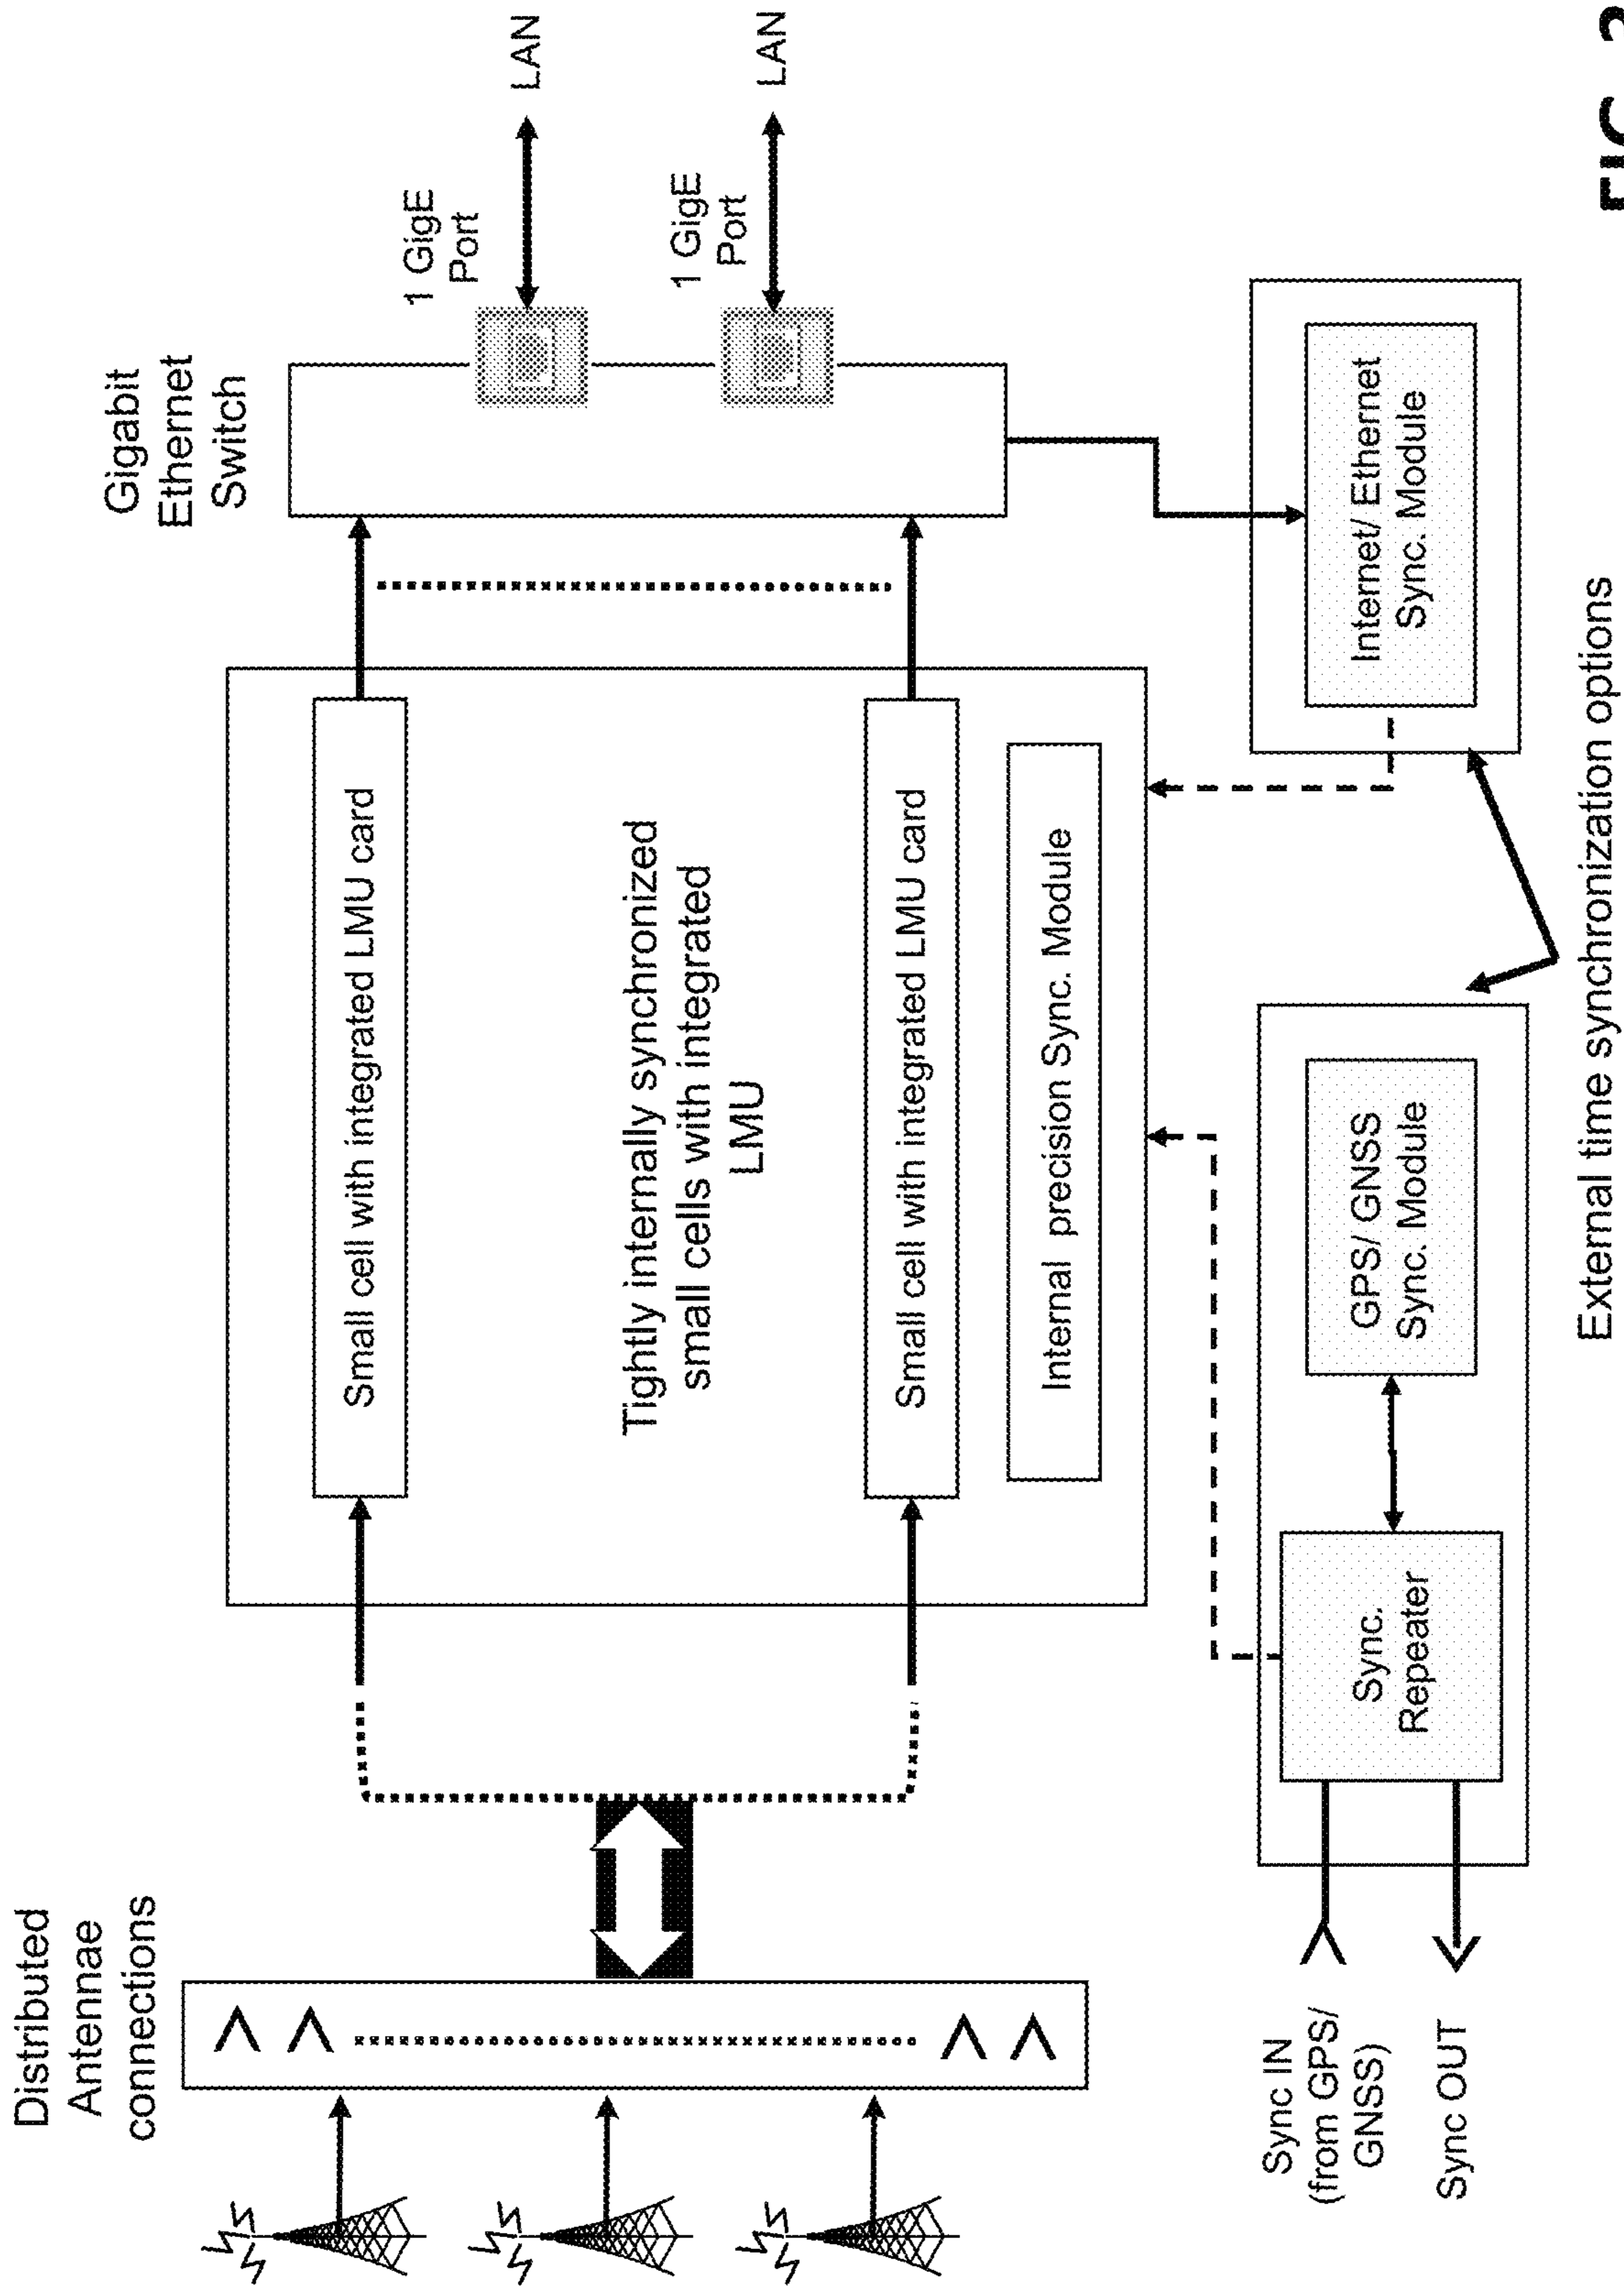 Distributed
Antennae
connections
Gigabit
Ethernet
Switch
Small cell with integrated LMU card
1 GigE
Port
LAN
Tightly internally synchronized
small cells with integrated
LMU
1 GigE
Port
LAN
Small cell with integrated LMU card
Internal precision Sync. Module
Sync IN
(from GPS/
GNSS)
Sync OUT
Sync.
Repeater
GPS/ GNSS
Sync. Module
Internet/ Ethernet
Sync. Module
External time synchronization options
FIG.